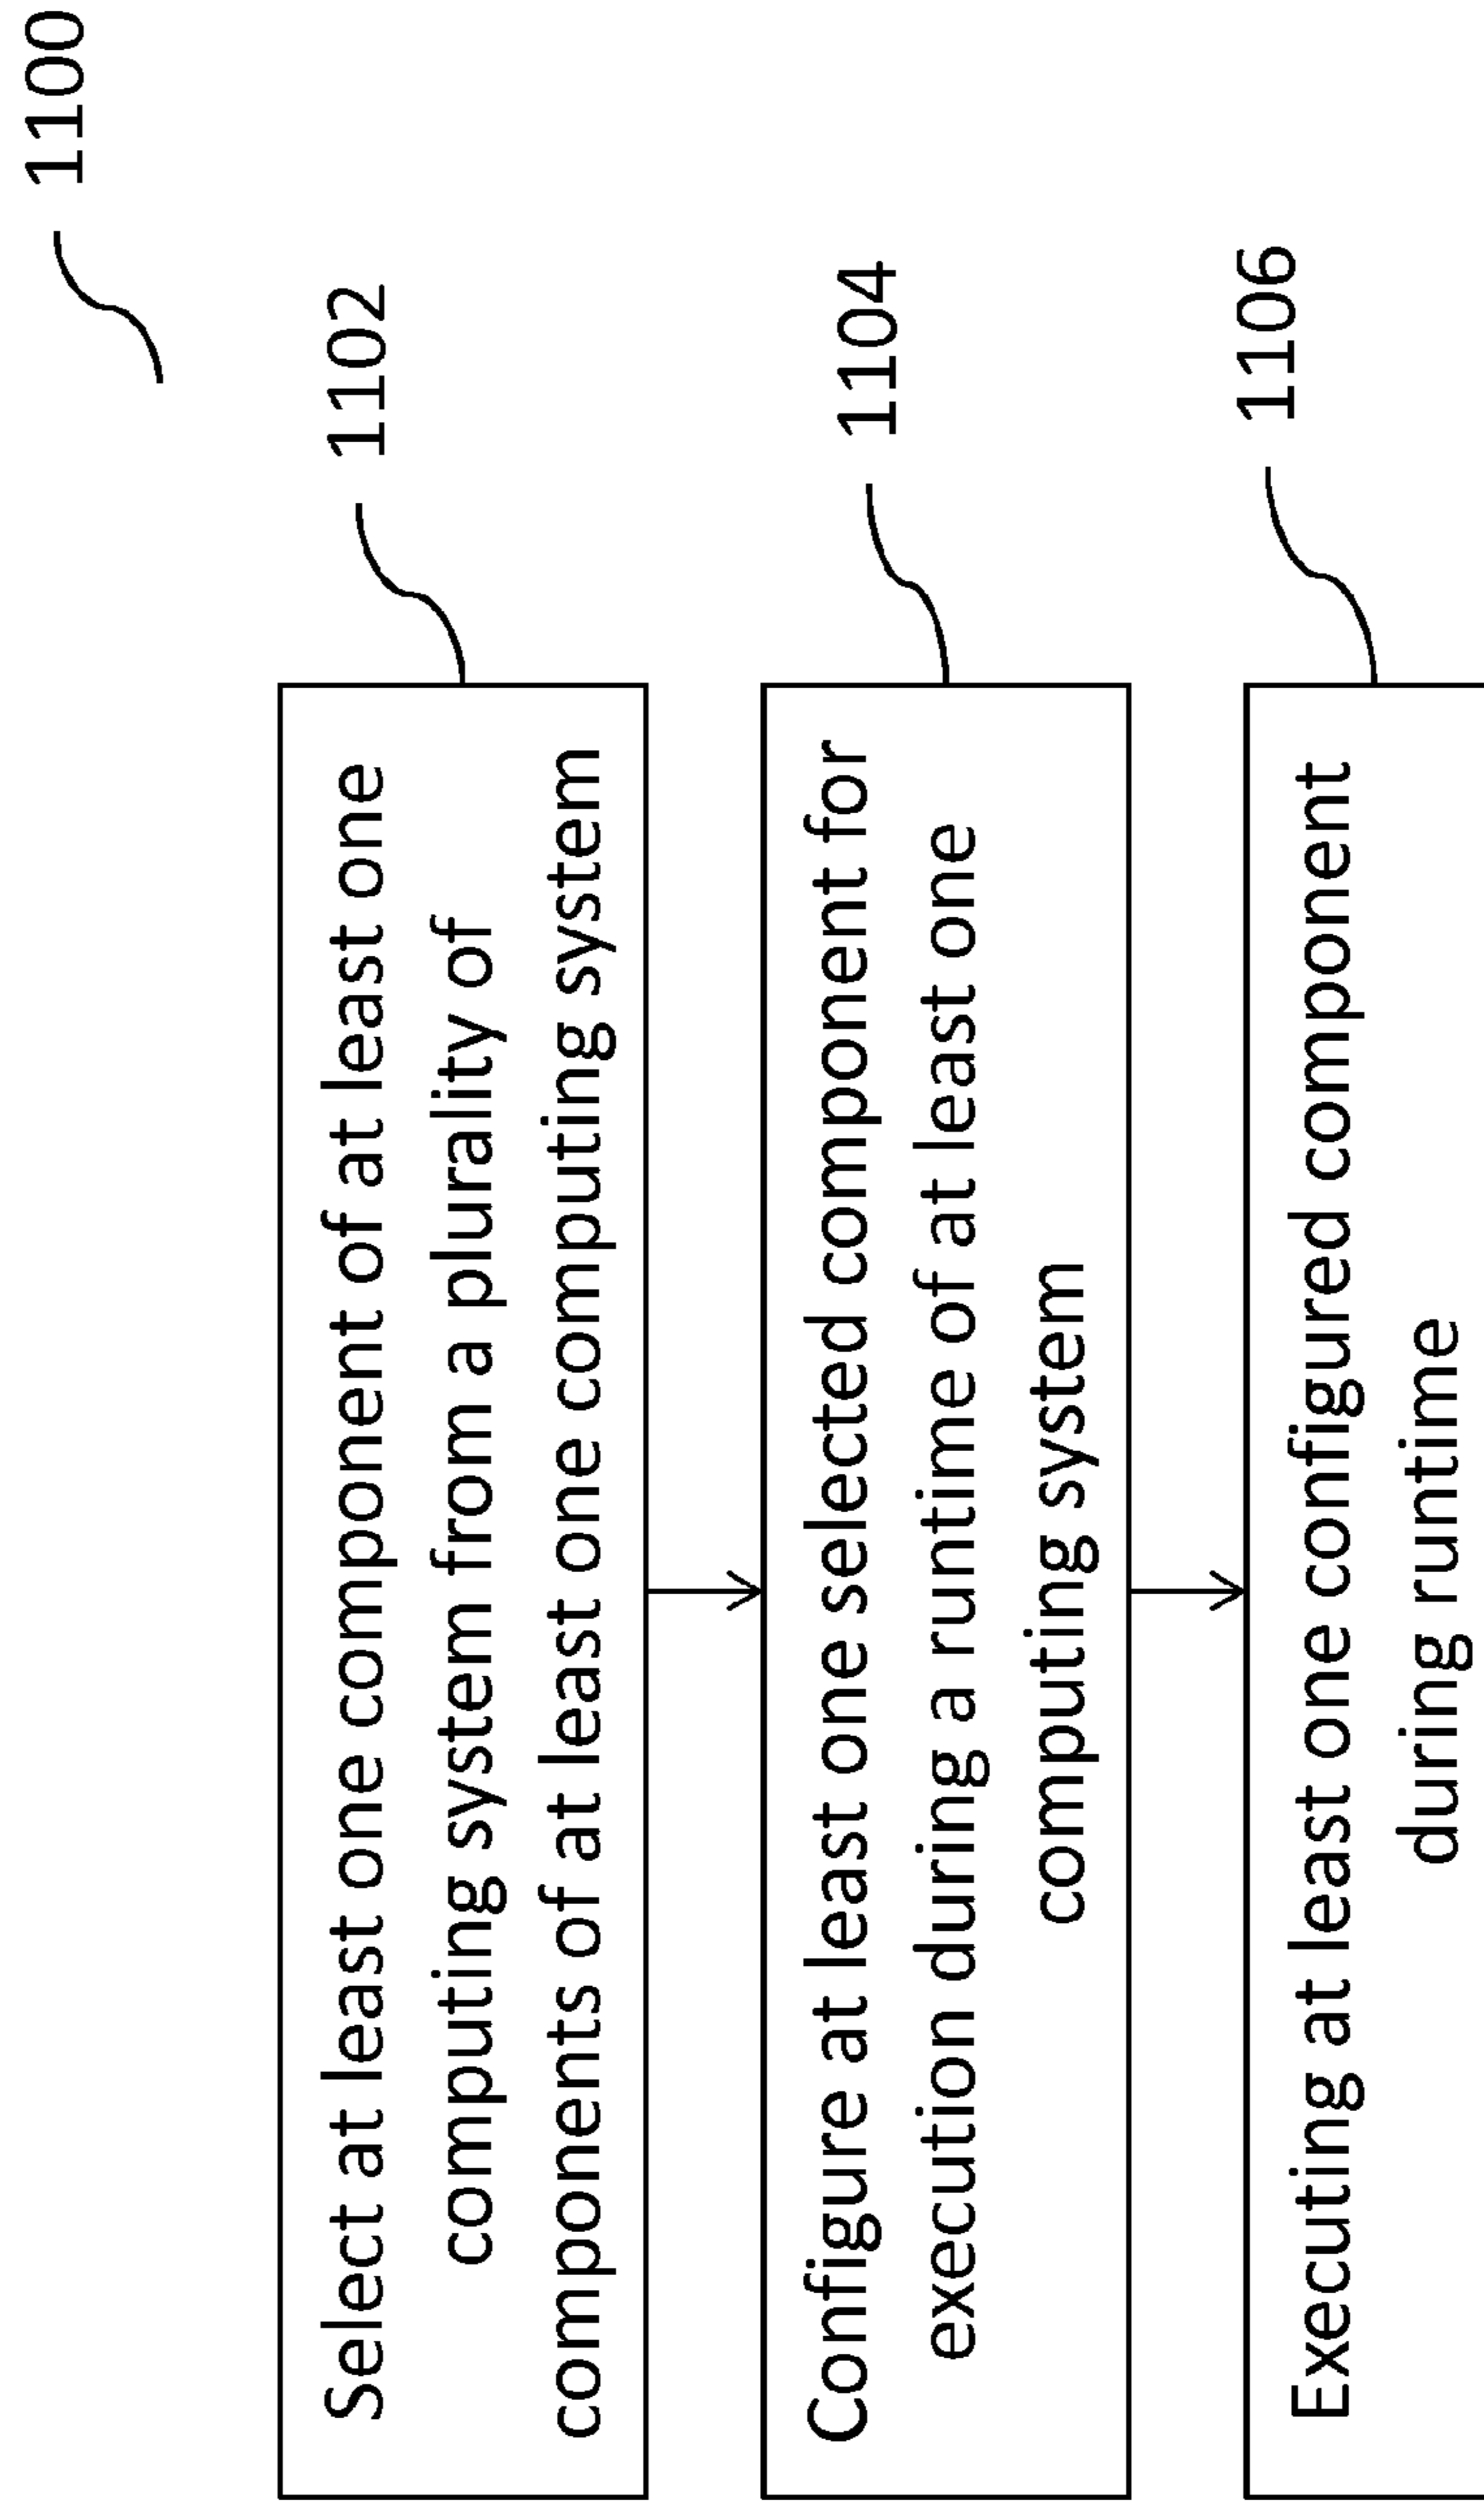 1100
1102
Select at least one component of at least one
computing system from a plurality of
components of at least one computing system
1104
Configure at least one selected component for
execution during a runtime of at least one
computing system
1106
Executing at least one configured component
during runtime